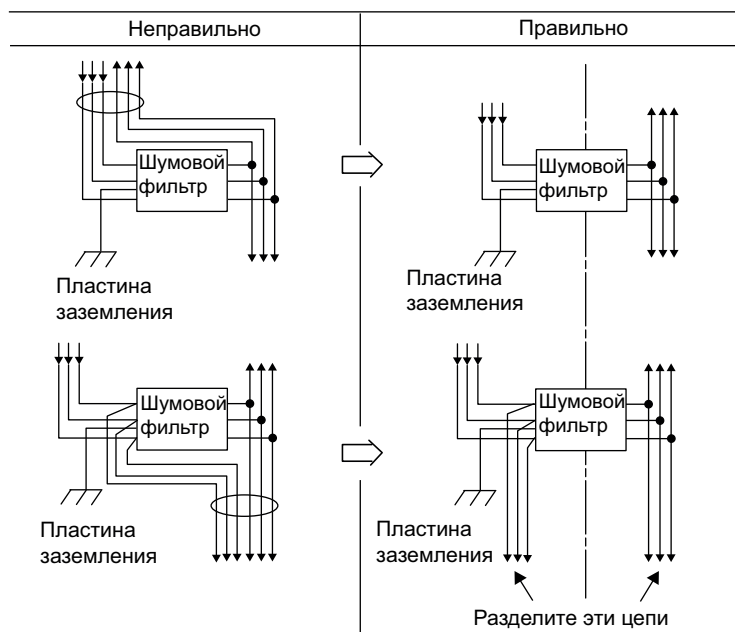 Неправильно
Правильно
Шумовой
фильтр
Пластина
заземления
Шумовой
фильтр
Пластина
заземления
Шумовой
фильтр
Пластина
заземления
Шумовой
фильтр
Пластина
заземления
Разделите эти цепи